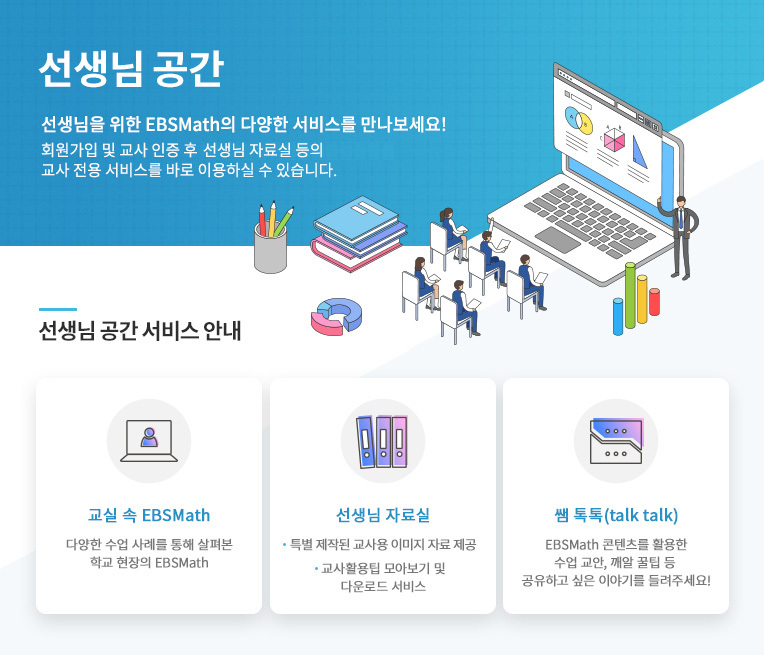 선생님 공간
선생님을 위한 EBSMath의 다양한 서비스를 만나보세요!
회원가입 및 교사 인증 후 선생님 자료실 등의
교사 전용 서비스를 바로 이용하실 수 있습니다.
A B
선생님 공간 서비스 안내
교실 속 EBSMath
다양한 수업 사례를 통해 살펴본
학교 현장의 EBSMath
선생님 자료실
• 특별 제작된 교사용 이미지 자료 제공
• 교사활용팁 모아보기 및
다운로드 서비스
쌤 톡톡(talk talk)
EBSMath 콘텐츠를 활용한
수업 교안, 깨알 꿀팁 등
공유하고 싶은 이야기를 들려주세요!